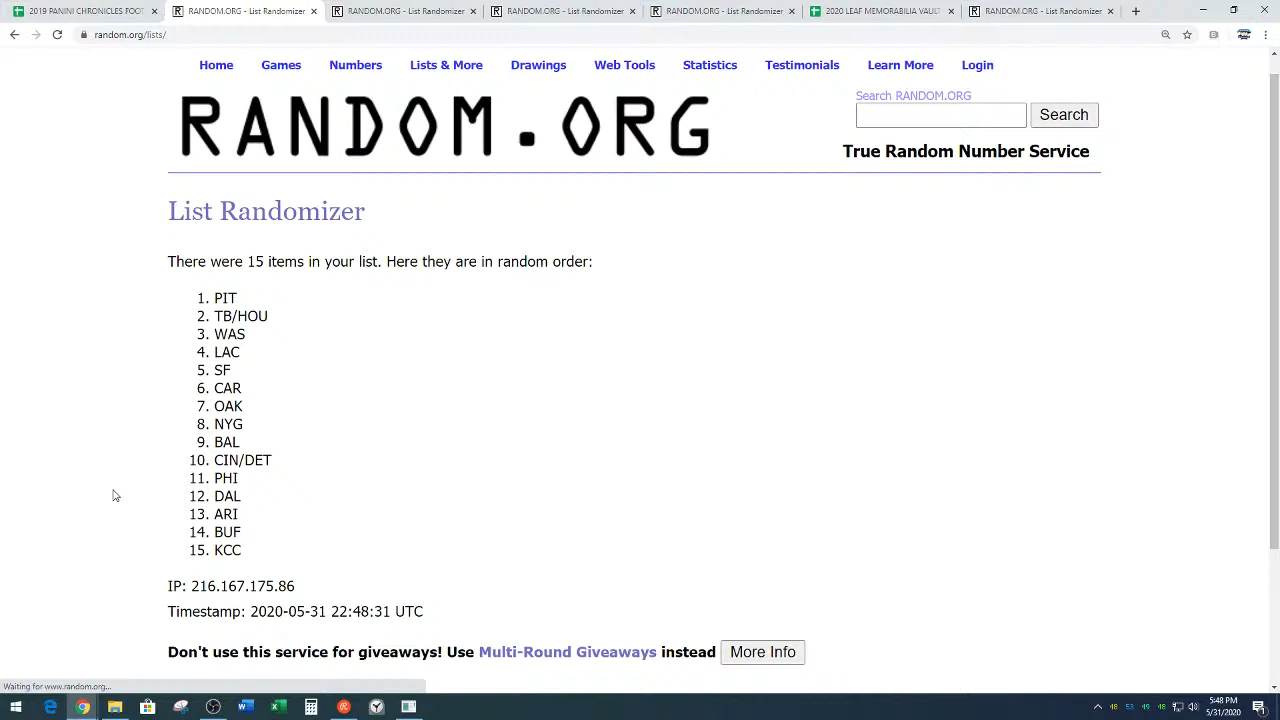 2019 PANINI CHRONICLES FOOT
RANDOM.ORG - List Randomizer
RANDOM.ORG - List Randomizer
RANDOM.ORG - List Randomizer
RANDOM.ORG - List Randomizer
2020 LEAF MEMORABILIA VAULT
RANDOM.ORG - List Randomizer
random.org/lists/
Home Games Numbers Lists & More Drawings Web Tools Statistics Testimonials Learn More Login
Search RANDOM.ORG
RANDOM.ORG
Search
True Random Number Service
List Randomizer
There were 15 items in your list. Here they are in random order:
1. PIT
2. TB/HOU
3. WAS
4. LAC
5. SF
6. CAR
7. OAK
8. NYG
9. BAL
10. CIN/DET
11. PHI
12. DAL
13. ARI
14. BUF
15. KCC
IP: 216.167.175.86
Timestamp: 2020-05-31 22:48:31 UTC
Don't use this service for giveaways! Use Multi-Round Giveaways instead More Info
Waiting for www.random.org...
48 53 49 48
5:48 PM
5/31/2020